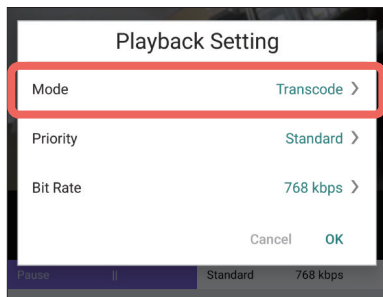 Playback Setting
Mode Transcode >
Priority Standard >
Bit Rate 768 kbps >
Cancel OK
Pause || Standard 768 kbps